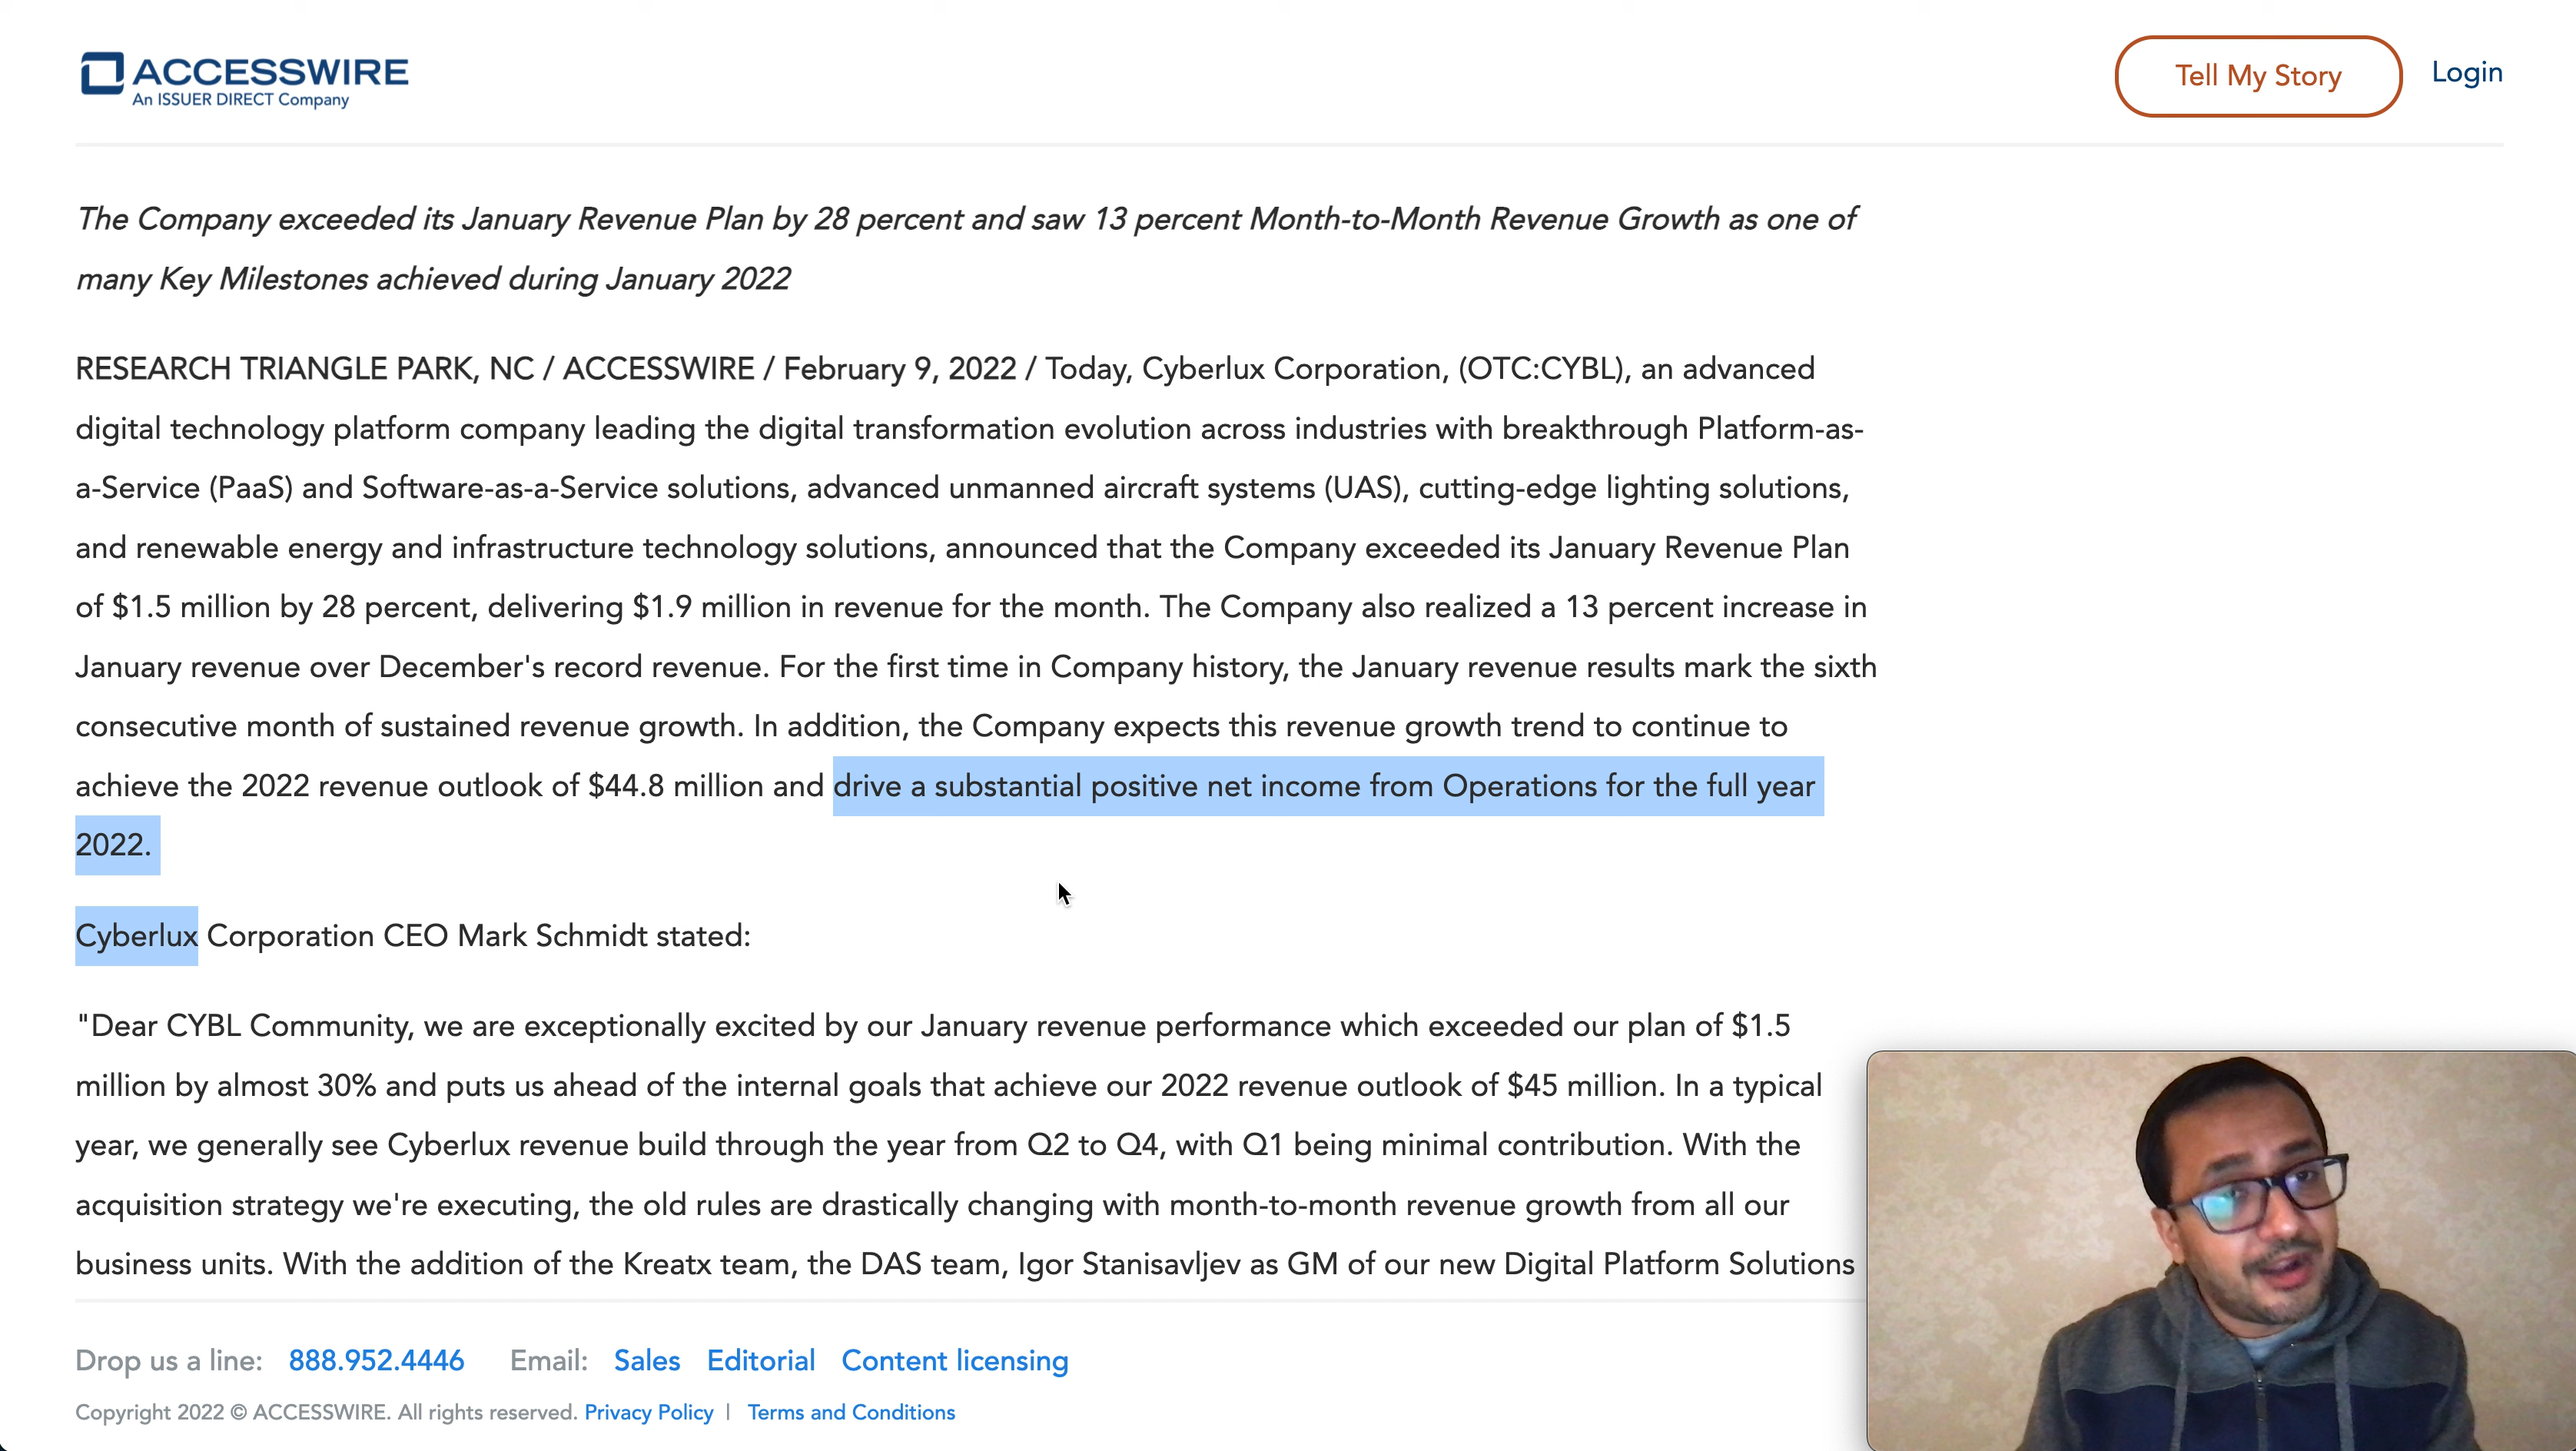 ACCESSWIRE
An ISSUER DIRECT Company
Tell My Story
Login
The Company exceeded its January Revenue Plan by 28 percent and saw 13 percent Month-to-Month Revenue Growth as one of
many Key Milestones achieved during January 2022
RESEARCH TRIANGLE PARK, NC / ACCESSWIRE / February 9, 2022 / Today, Cyberlux Corporation, (OTC:CYBL), an advanced
digital technology platform company leading the digital transformation evolution across industries with breakthrough Platform-as-
a-Service (PaaS) and Software-as-a-Service solutions, advanced unmanned aircraft systems (UAS), cutting-edge lighting solutions,
and renewable energy and infrastructure technology solutions, announced that the Company exceeded its January Revenue Plan
of $1.5 million by 28 percent, delivering $1.9 million in revenue for the month. The Company also realized a 13 percent increase in
January revenue over December's record revenue. For the first time in Company history, the January revenue results mark the sixth
consecutive month of sustained revenue growth. In addition, the Company expects this revenue growth trend to continue to
achieve the 2022 revenue outlook of $44.8 million and drive a substantial positive net income from Operations for the full year
2022.
Cyberlux Corporation CEO Mark Schmidt stated:
"Dear CYBL Community, we are exceptionally excited by our January revenue performance which exceeded our plan of $1.5
million by almost 30% and puts us ahead of the internal goals that achieve our 2022 revenue outlook of $45 million. In a typical
year, we generally see Cyberlux revenue build through the year from Q2 to Q4, with Q1 being minimal contribution. With the
acquisition strategy we're executing, the old rules are drastically changing with month-to-month revenue growth from all our
business units. With the addition of the Kreatx team, the DAS team, Igor Stanisavljev as GM of our new Digital Platform Solutions
Drop us a line: 888.952.4446 Email: Sales Editorial Content licensing
Copyright 2022 © ACCESSWIRE. All rights reserved. Privacy Policy | Terms and Conditions